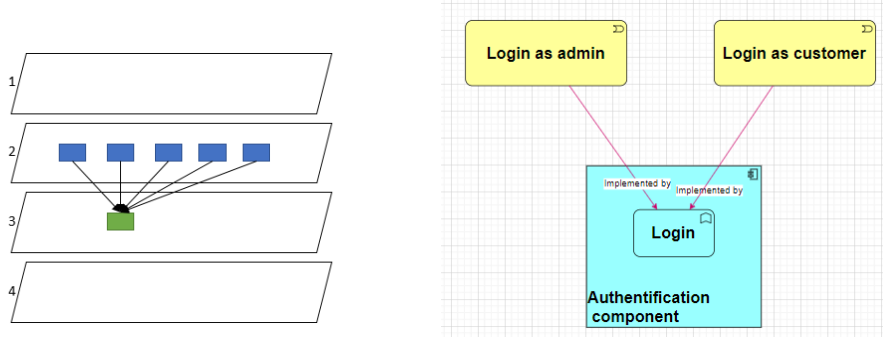 1
2
3
4
Login as admin
Login as customer
Implemented by
Implemented by
Login
Authentification
component